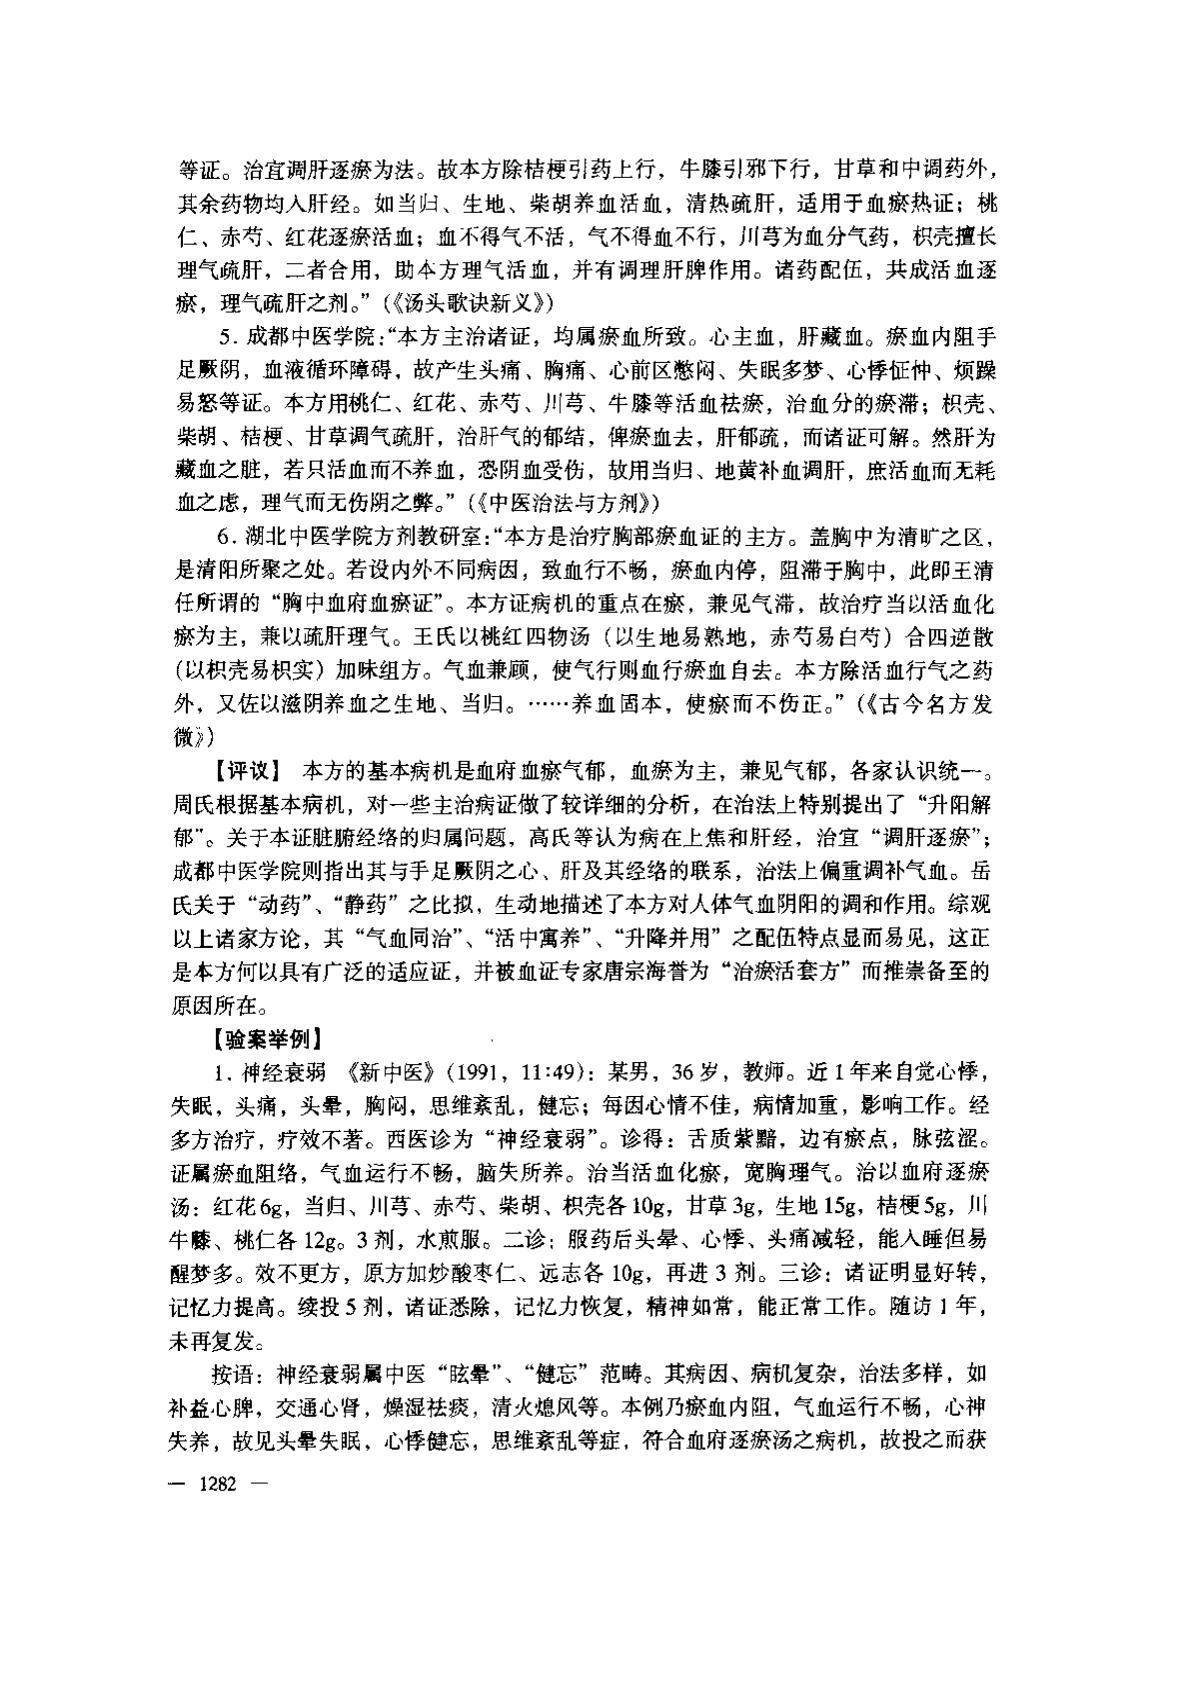 等证。治宜调肝逐瘀为法。故本方除桔梗引药上行，牛膝引邪下行，甘草和中调药外，
其余药物均入肝经。如当归、生地、柴胡养血活血，清热疏肝，适用于血瘀热证；桃
仁、赤芍、红花逐瘀活血；血不得气不活，气不得血不行，川芎为血分气药，枳壳擅长
理气疏肝，二者合用，助本方理气活血，并有调理肝脾作用。诸药配伍，共成活血逐
瘀，理气疏肝之剂。”（《汤头歌诀新义》）
5. 成都中医学院：“本方主治诸证，均属瘀血所致。心主血，肝藏血。瘀血内阻手
足厥阴，血液循环障碍，故产生头痛、胸痛、心前区憋闷、失眠多梦、心悸怔忡、烦躁
易怒等证。本方用桃仁、红花、赤芍、川芎、牛膝等活血祛瘀，治血分的瘀滞；枳壳、
柴胡、桔梗、甘草调气疏肝，治肝气的郁结，俾瘀血去，肝郁疏，而诸证可解。然肝为
藏血之脏，若只活血而不养血，恐阴血受伤，故用当归、地黄补血调肝，庶活血而无耗
血之虑，理气而无伤阴之弊。”（《中医治法与方剂》）
6. 湖北中医学院方剂教研室：“本方是治疗胸部瘀血证的主方。盖胸中为清旷之区，
是清阳所聚之处。若设内外不同病因，致血行不畅，瘀血内停，阻滞于胸中，此即王清
任所谓的“胸中血府血瘀证”。本方证病机的重点在瘀，兼见气滞，故治疗当以活血化
瘀为主，兼以疏肝理气。王氏以桃红四物汤（以生地易熟地，赤芍易白芍）合四逆散
（以枳壳易枳实）加味组方。气血兼顾，使气行则血行瘀血自去。本方除活血行气之药
外，又佐以滋阴养血之生地、当归。……养血固本，使瘀而不伤正。”（《古今名方发
微》）
【评议】 本方的基本病机是血府血瘀气郁，血瘀为主，兼见气郁，各家认识统一。
周氏根据基本病机，对一些主治病证做了较详细的分析，在治法上特别提出了“升阳解
郁”。关于本证脏腑经络的归属问题，高氏等认为病在上焦和肝经，治宜“调肝逐瘀”；
成都中医学院则指出其与手足厥阴之心、肝及其经络的联系，治法上偏重调补气血。岳
氏关于“动药”、“静药”之比拟，生动地描述了本方对人体气血阴阳的调和作用。综观
以上诸家方论，其“气血同治”、“活中寓养”、“升降并用”之配伍特点显而易见，这正
是本方何以具有广泛的适应证，并被血证专家唐宗海誉为“治瘀活套方”而推崇备至的
原因所在。
【验案举例】
1. 神经衰弱 《新中医》（1991，11:49）：某男，36 岁，教师。近 1 年来自觉心悸，
失眠，头痛，头晕，胸闷，思维紊乱，健忘；每因心情不佳，病情加重，影响工作。经
多方治疗，疗效不著。西医诊为“神经衰弱”。诊得：舌质紫黯，边有瘀点，脉弦涩。
证属瘀血阻络，气血运行不畅，脑失所养。治当活血化瘀，宽胸理气。治以血府逐瘀
汤：红花 6g，当归、川芎、赤芍、柴胡、枳壳各 10g，甘草 3g，生地 15g，桔梗 5g，川
牛膝、桃仁各 12g。3 剂，水煎服。二诊：服药后头晕、心悸、头痛减轻，能入睡但易
醒梦多。效不更方，原方加炒酸枣仁、远志各 10g，再进 3 剂。三诊：诸证明显好转，
记忆力提高。续投 5 剂，诸证悉除，记忆力恢复，精神如常，能正常工作。随访 1 年，
未再复发。
按语：神经衰弱属中医“眩晕”、“健忘”范畴。其病因、病机复杂，治法多样，如
补益心脾，交通心肾，燥湿祛痰，清火熄风等。本例乃瘀血内阻，气血运行不畅，心神
失养，故见头晕失眠，心悸健忘，思维紊乱等症，符合血府逐瘀汤之病机，故投之而获
— 1282 —